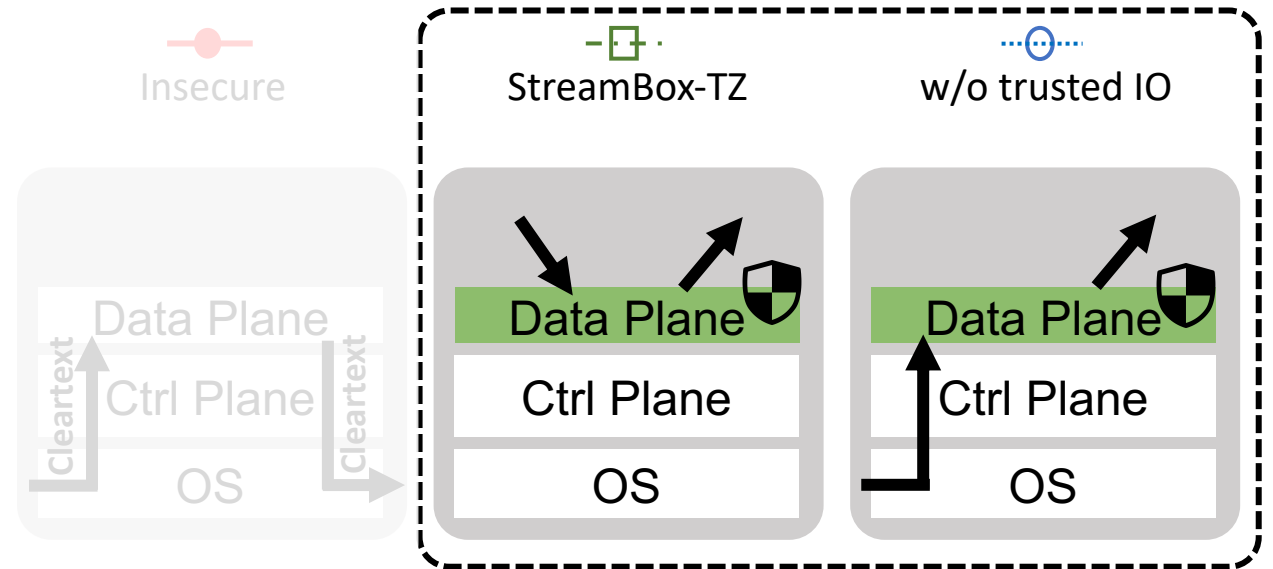 Insecure
StreamBox-TZ
w/o trusted IO
Data Plane
Ctrl Plane
OS
Cleartext
Cleartext
Data Plane
Ctrl Plane
OS
Data Plane
Ctrl Plane
OS